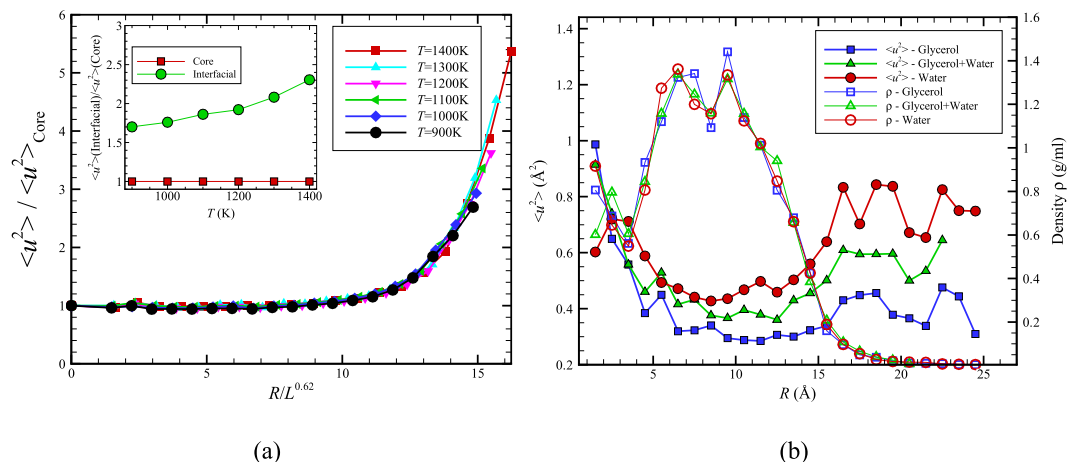 6
5
4
3
2
1
0
0
5
10
15
<u²> / <u²>Core
R/L^0.62
T=1400K
T=1300K
T=1200K
T=1100K
T=1000K
T=900K
3
2.5
2
1.5
1
1000
1200
1400
T (K)
<u²>(Interfacial)/<u²>(Core)
Core
Interfacial
(a)
1.4
1.2
1
0.8
0.6
0.4
0.2
<u²> (Å²)
5
10
15
20
25
R (Å)
1.6
1.4
1.2
1
0.8
0.6
0.4
0.2
Density ρ (g/ml)
<u²> - Glycerol
<u²> - Glycerol+Water
<u²> - Water
ρ - Glycerol
ρ - Glycerol+Water
ρ - Water
(b)